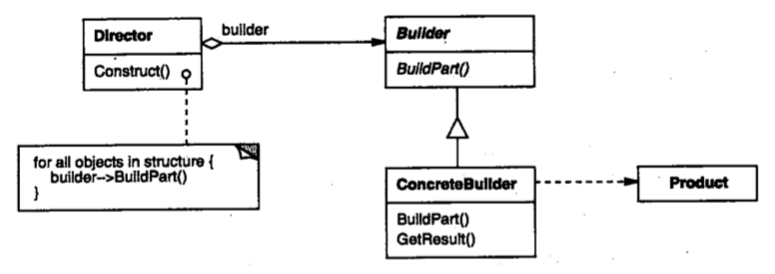 Director
Construct()
builder
Builder
BuildPart()
for all objects in structure {
builder->BuildPart()
}
ConcreteBuilder
BuildPart()
GetResult()
Product